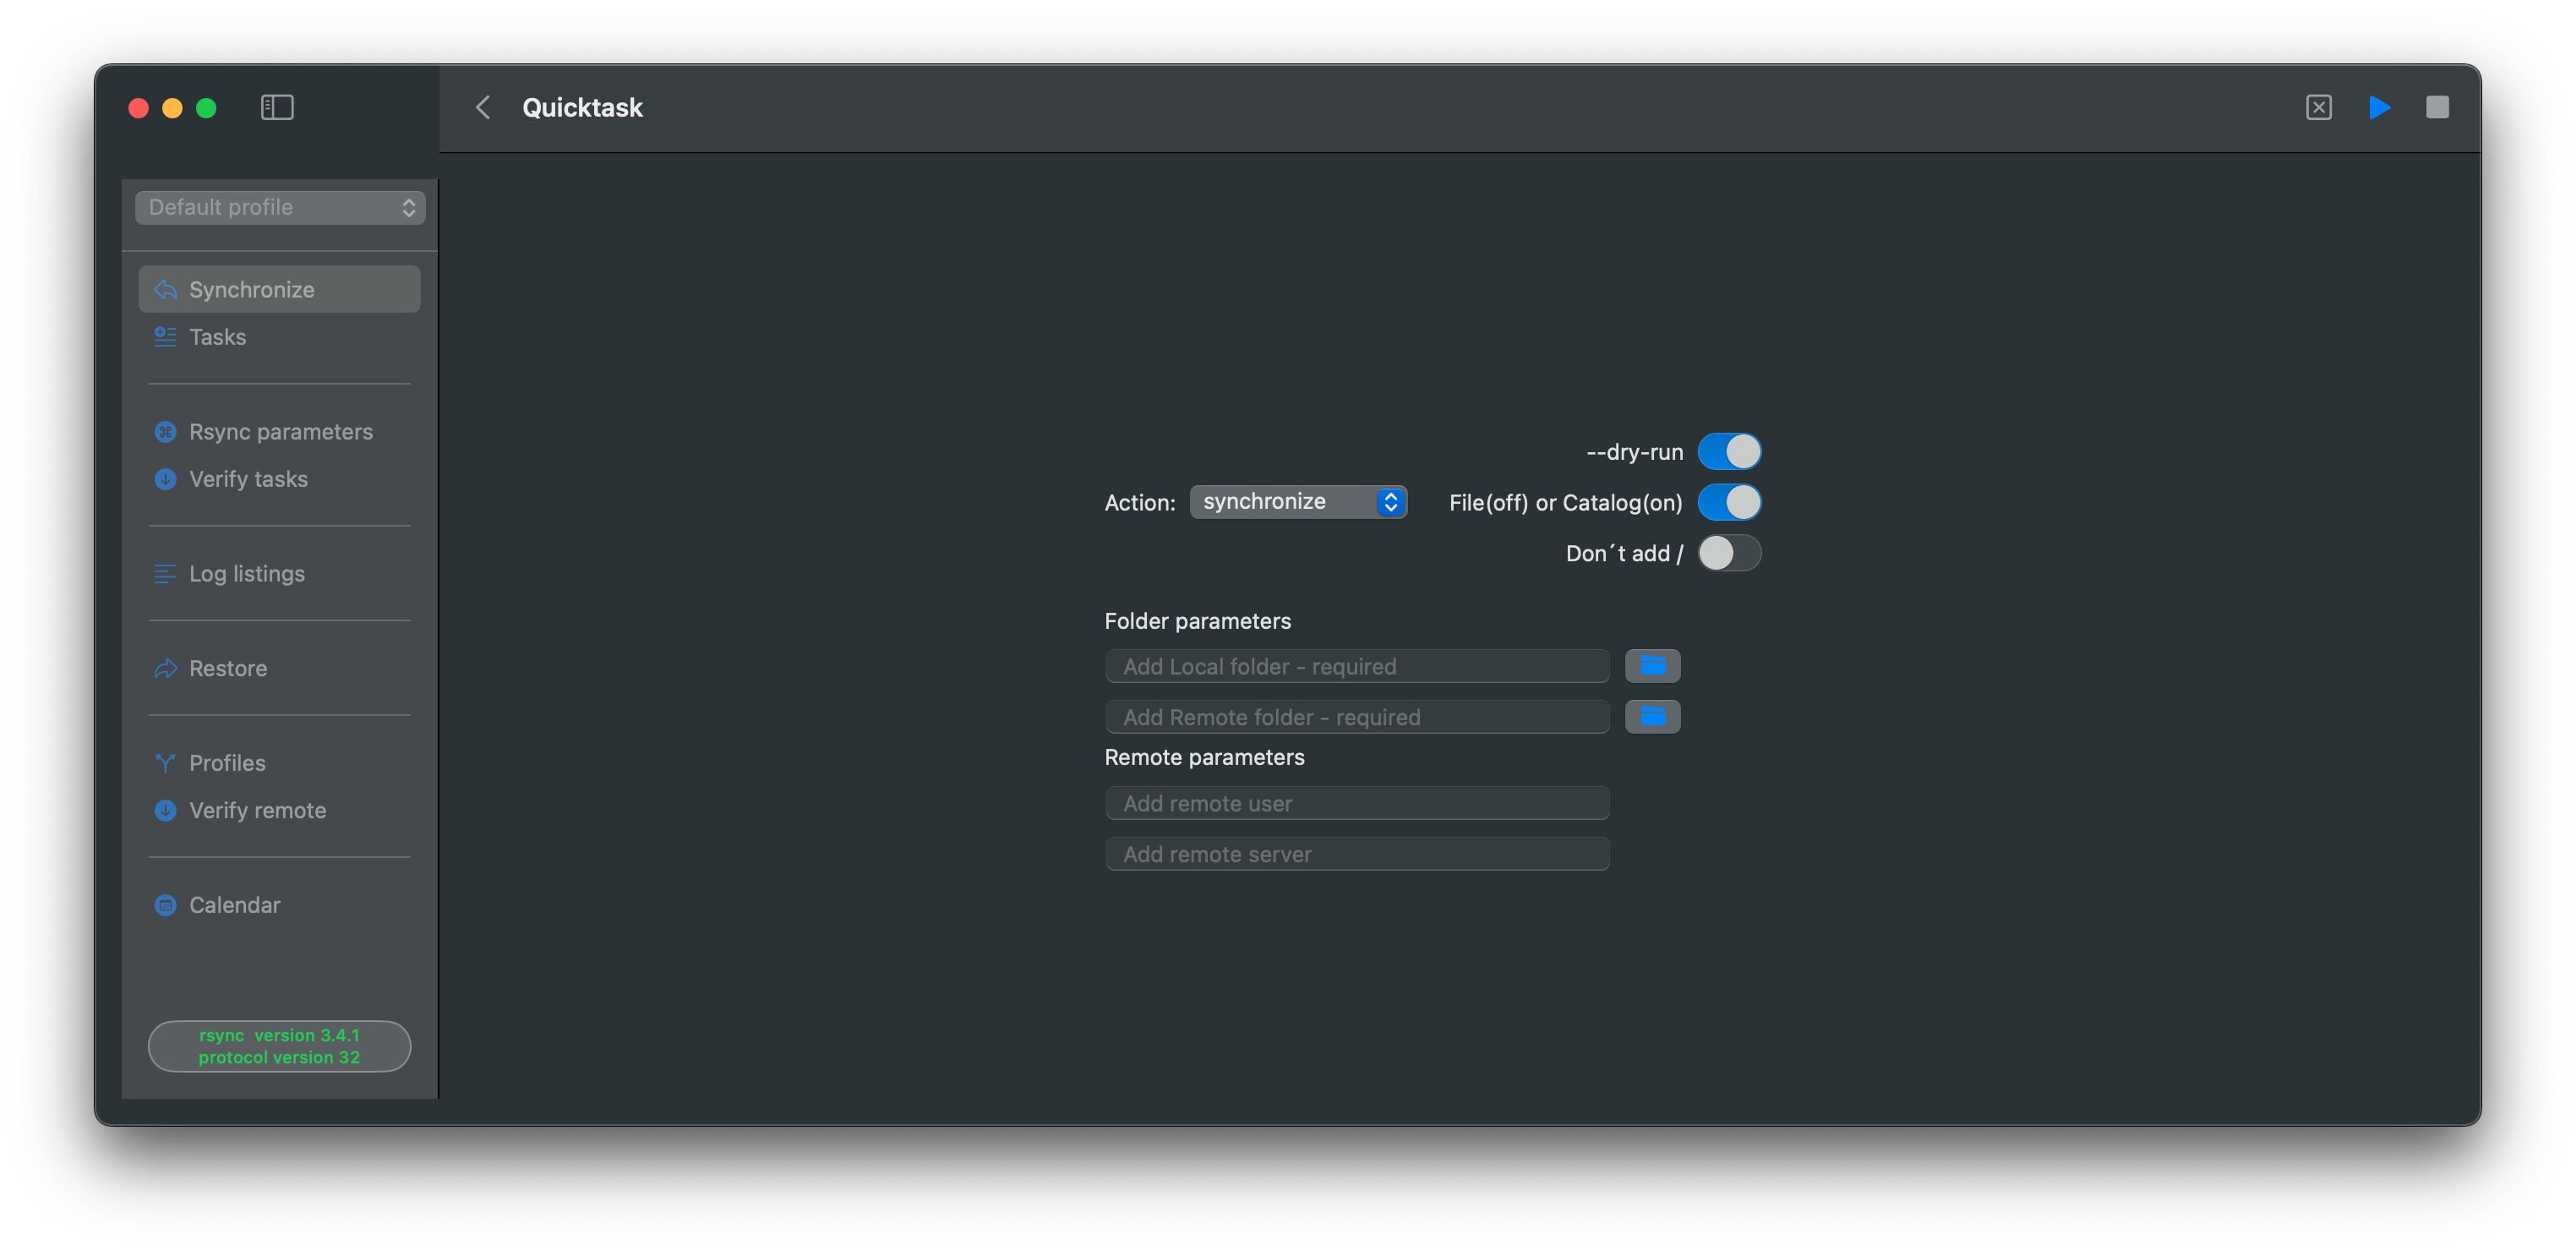 Quicktask
Default profile
Synchronize
Tasks
Rsync parameters
Verify tasks
Log listings
Restore
Profiles
Verify remote
Calendar
rsync  version 3.4.1
protocol version 32
--dry-run
Action: synchronize
File(off) or Catalog(on)
Don´t add /
Folder parameters
Add Local folder - required
Add Remote folder - required
Remote parameters
Add remote user
Add remote server